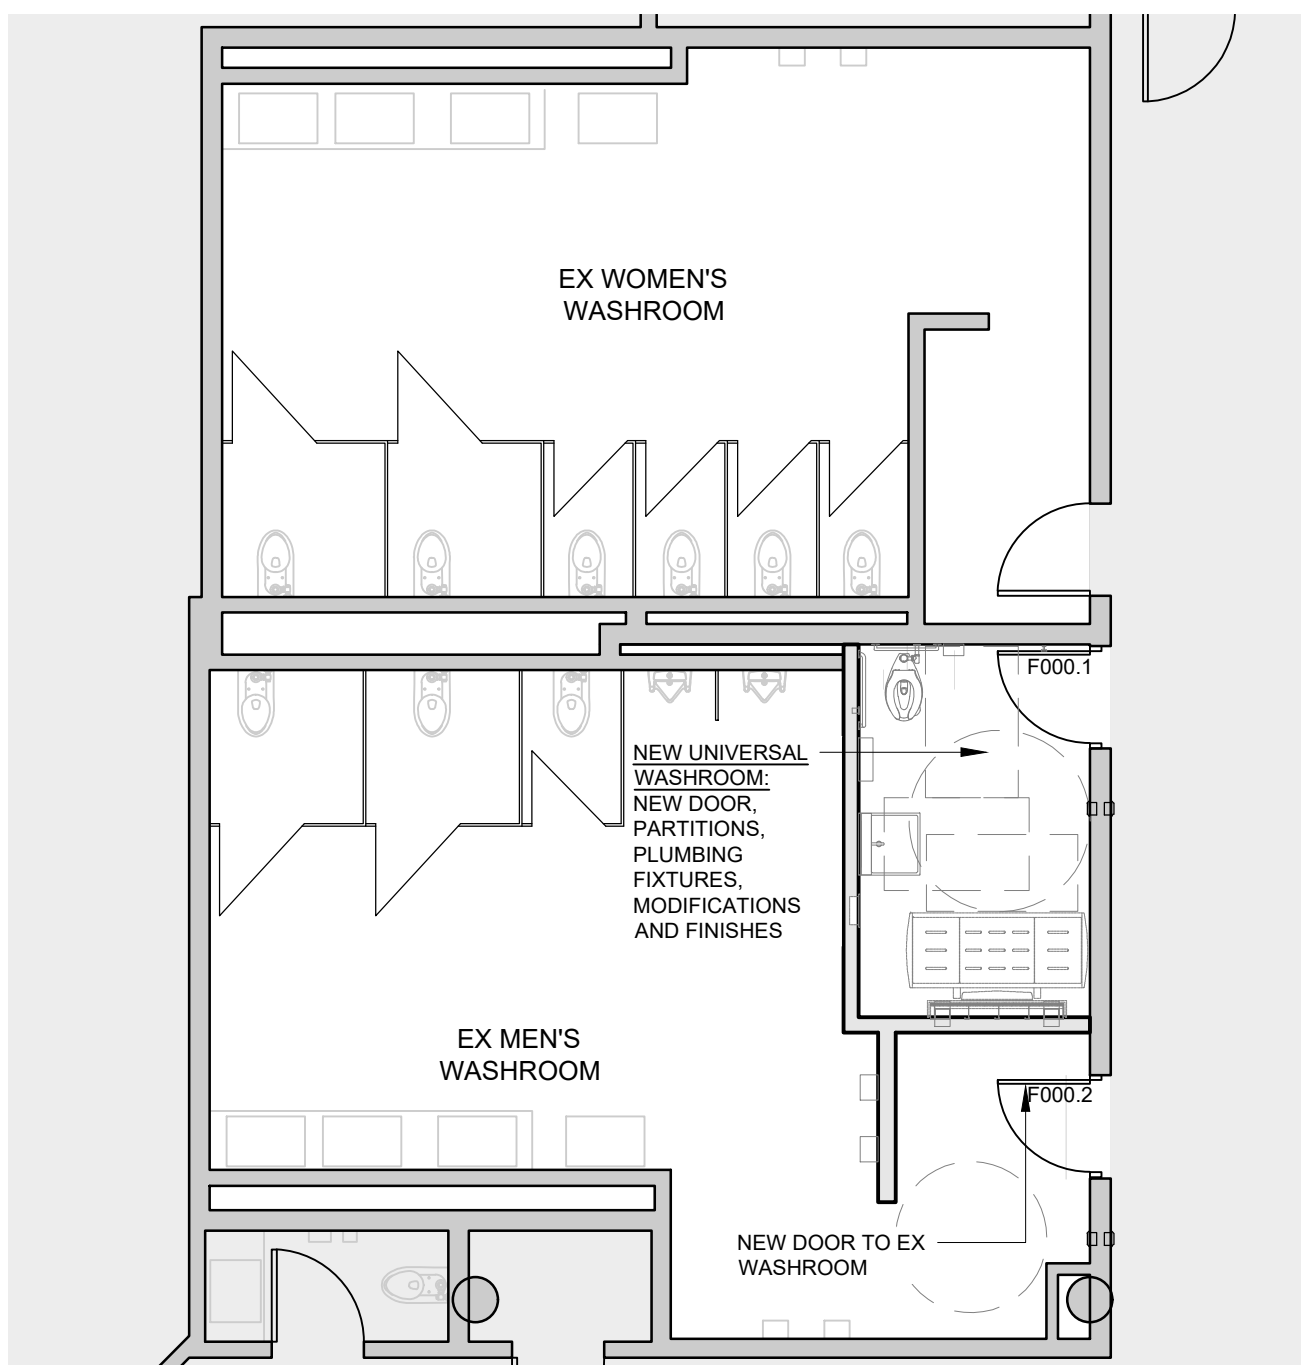 EX WOMEN'S
WASHROOM
F000.1
NEW UNIVERSAL
WASHROOM:
NEW DOOR,
PARTITIONS,
PLUMBING
FIXTURES,
MODIFICATIONS
AND FINISHES
EX MEN'S
WASHROOM
F000.2
NEW DOOR TO EX
WASHROOM